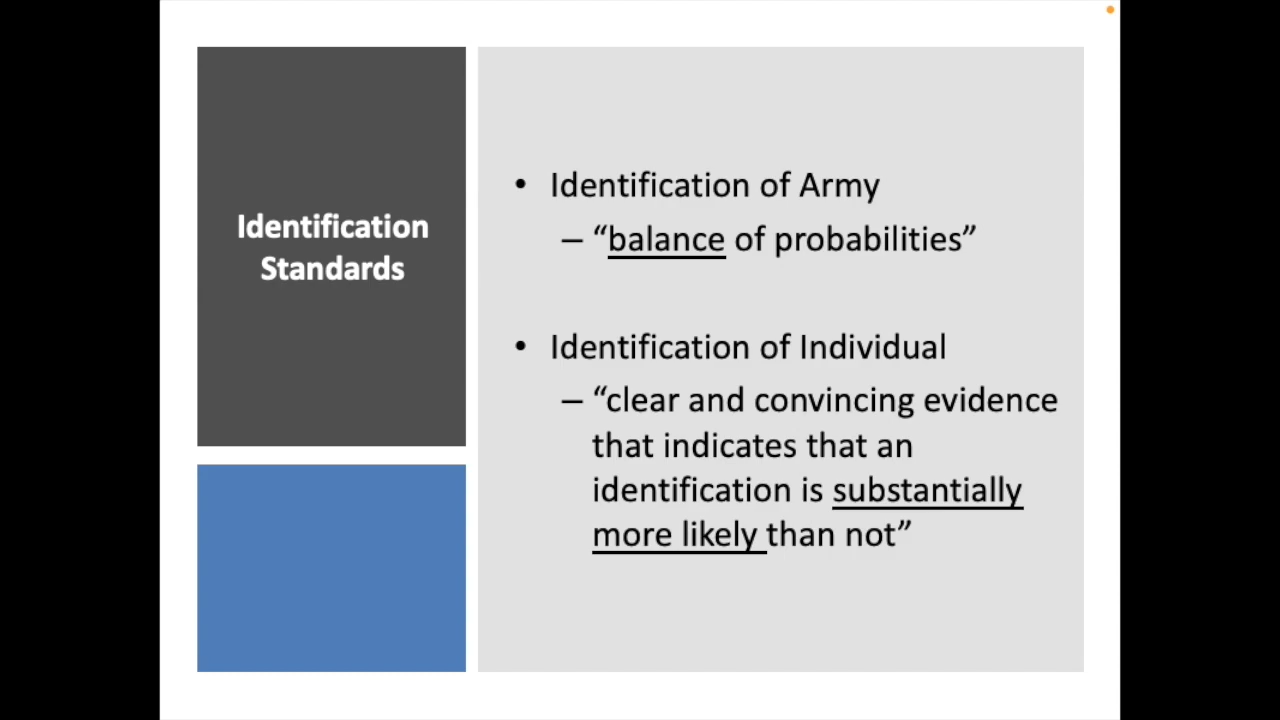 Identification
Standards
• Identification of Army
– “balance of probabilities”
• Identification of Individual
– “clear and convincing evidence
that indicates that an
identification is substantially
more likely than not”